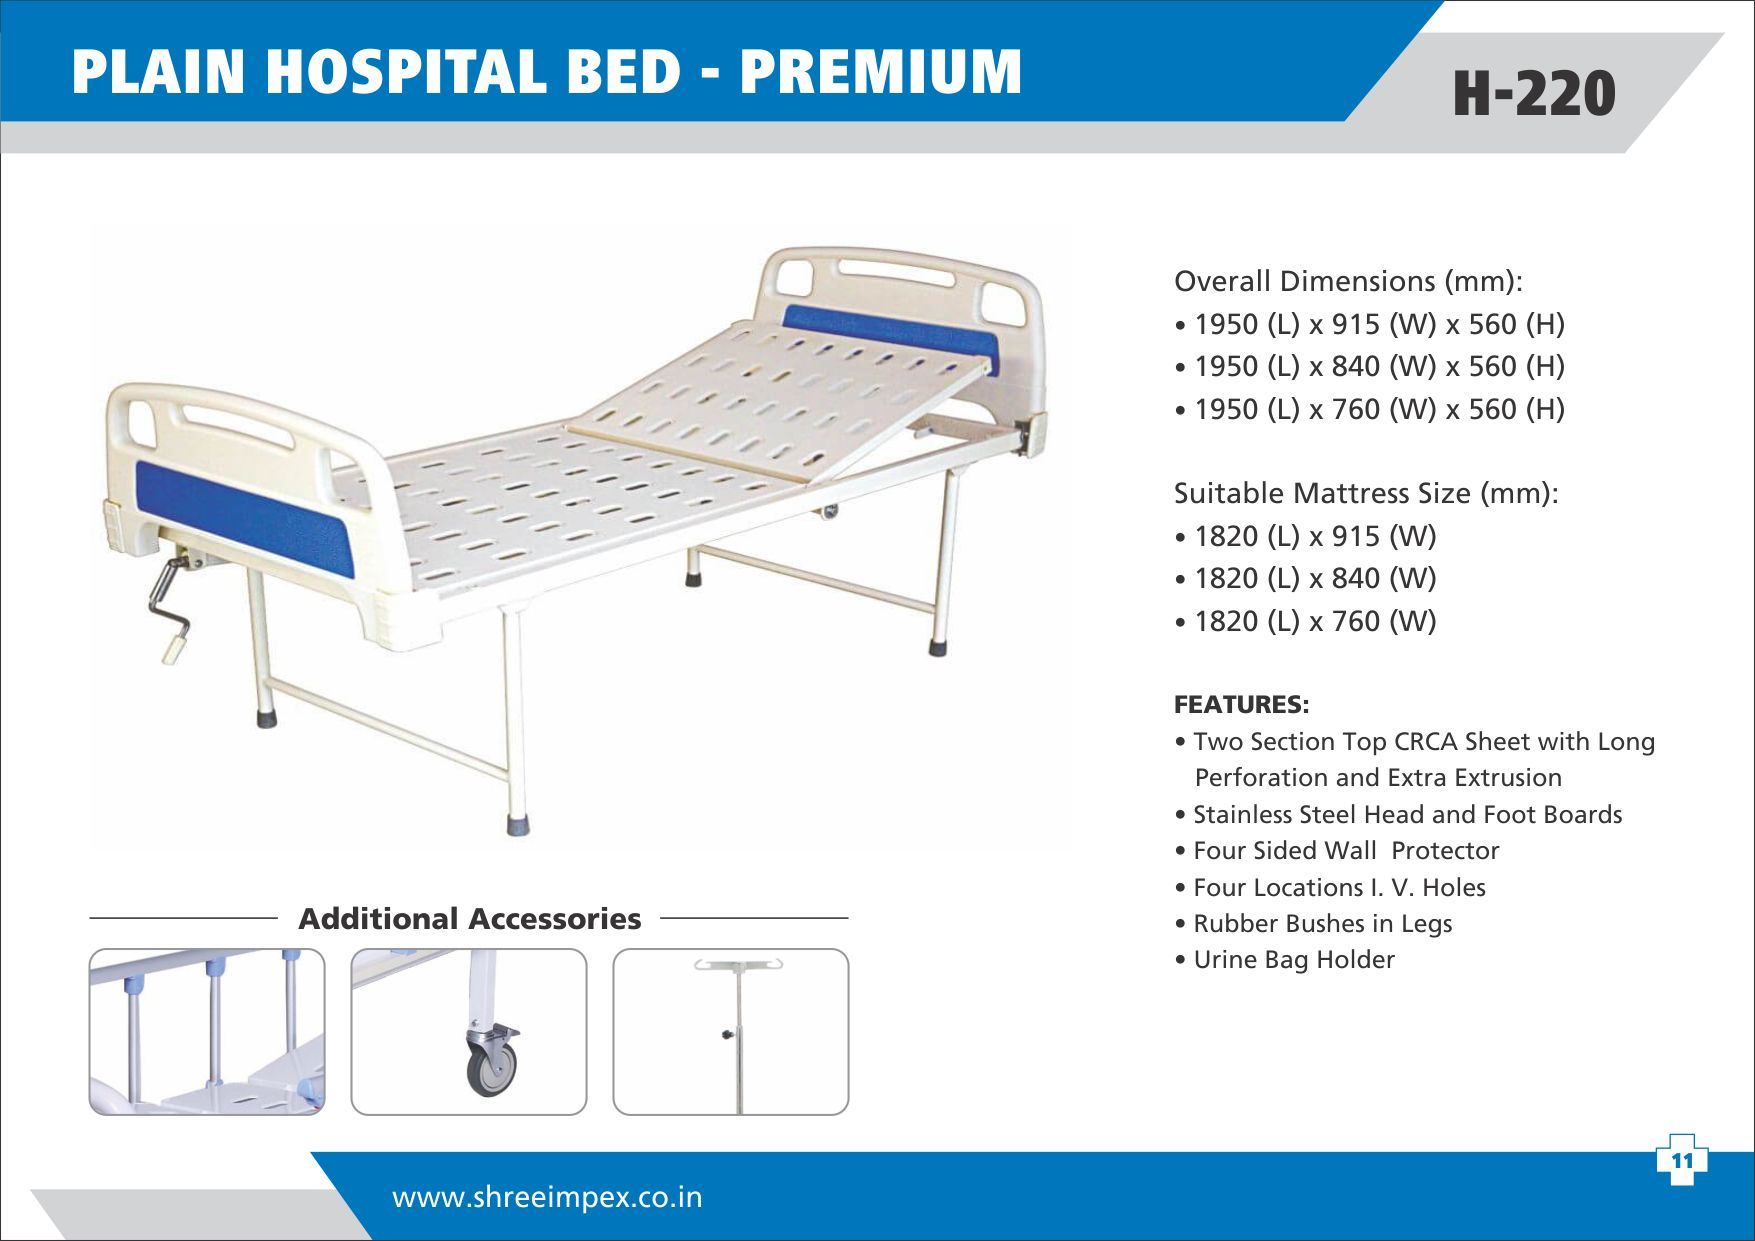 PLAIN HOSPITAL BED - PREMIUM
H-220
Overall Dimensions (mm):
• 1950 (L) x 915 (W) x 560 (H)
• 1950 (L) x 840 (W) x 560 (H)
• 1950 (L) x 760 (W) x 560 (H)
Suitable Mattress Size (mm):
• 1820 (L) x 915 (W)
• 1820 (L) x 840 (W)
• 1820 (L) x 760 (W)
FEATURES:
• Two Section Top CRCA Sheet with Long
Perforation and Extra Extrusion
• Stainless Steel Head and Foot Boards
• Four Sided Wall  Protector
• Four Locations I. V. Holes
• Rubber Bushes in Legs
• Urine Bag Holder
Additional Accessories
www.shreeimpex.co.in
11